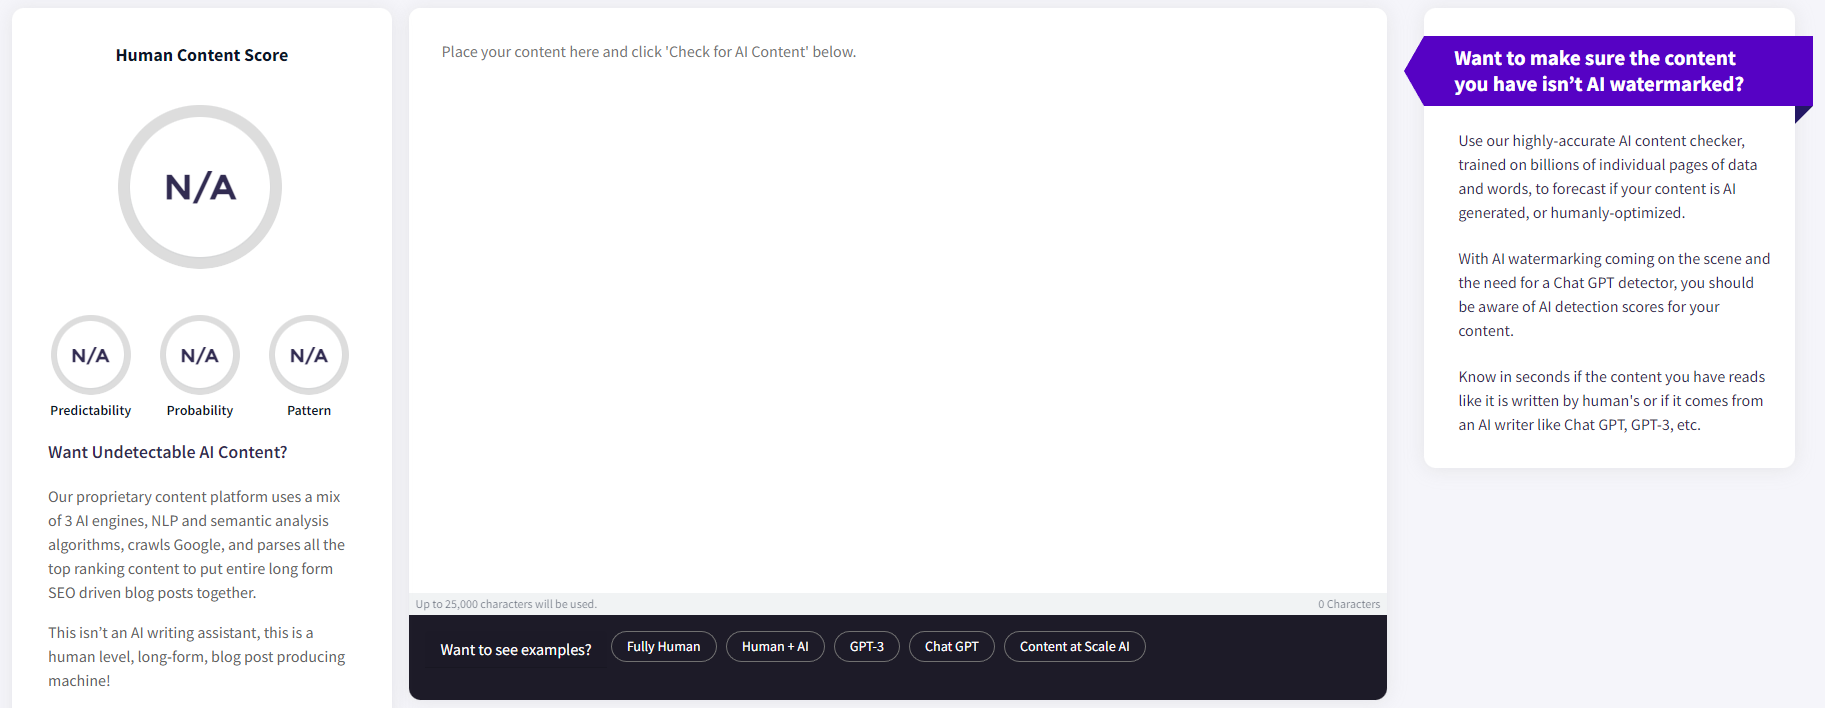 Human Content Score
N/A
N/A
N/A
N/A
Predictability
Probability
Pattern
Want Undetectable AI Content?
Our proprietary content platform uses a mix
of 3 AI engines, NLP and semantic analysis
algorithms, crawls Google, and parses all the
top ranking content to put entire long form
SEO driven blog posts together.
This isn’t an AI writing assistant, this is a
human level, long-form, blog post producing
machine!
Place your content here and click 'Check for AI Content' below.
Up to 25,000 characters will be used.
0 Characters
Want to see examples?
Fully Human
Human + AI
GPT-3
Chat GPT
Content at Scale AI
Want to make sure the content
you have isn’t AI watermarked?
Use our highly-accurate AI content checker,
trained on billions of individual pages of data
and words, to forecast if your content is AI
generated, or humanly-optimized.
With AI watermarking coming on the scene and
the need for a Chat GPT detector, you should
be aware of AI detection scores for your
content.
Know in seconds if the content you have reads
like it is written by human's or if it comes from
an AI writer like Chat GPT, GPT-3, etc.